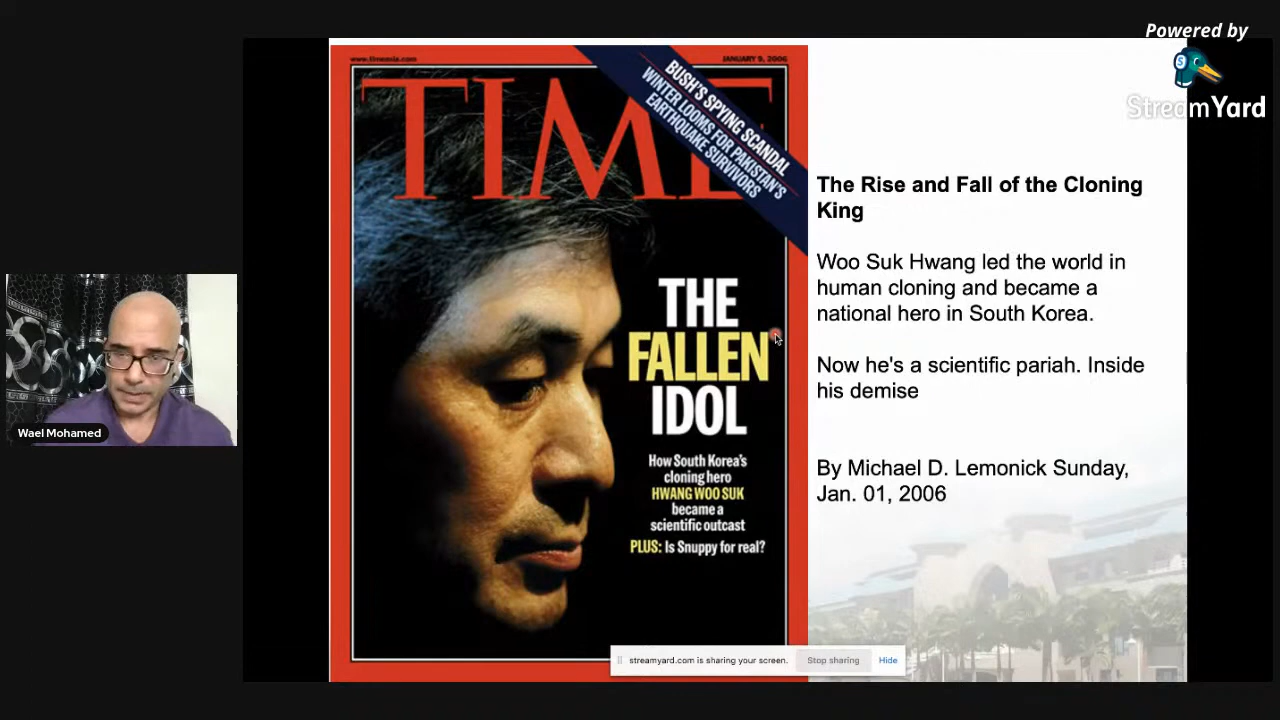 Powered by
StreamYard
www.timeasia.com
JANUARY 9, 2006
TIME
BUSH'S SPYING SCANDAL
WINTER LOOMS FOR PAKISTAN'S
EARTHQUAKE SURVIVORS
THE
FALLEN
IDOL
How South Korea's
cloning hero
HWANG WOO SUK
became a
scientific outcast
PLUS: Is Snuppy for real?
The Rise and Fall of the Cloning
King
Woo Suk Hwang led the world in
human cloning and became a
national hero in South Korea.
Now he's a scientific pariah. Inside
his demise
By Michael D. Lemonick Sunday,
Jan. 01, 2006
Wael Mohamed
streamyard.com is sharing your screen.
Stop sharing
Hide